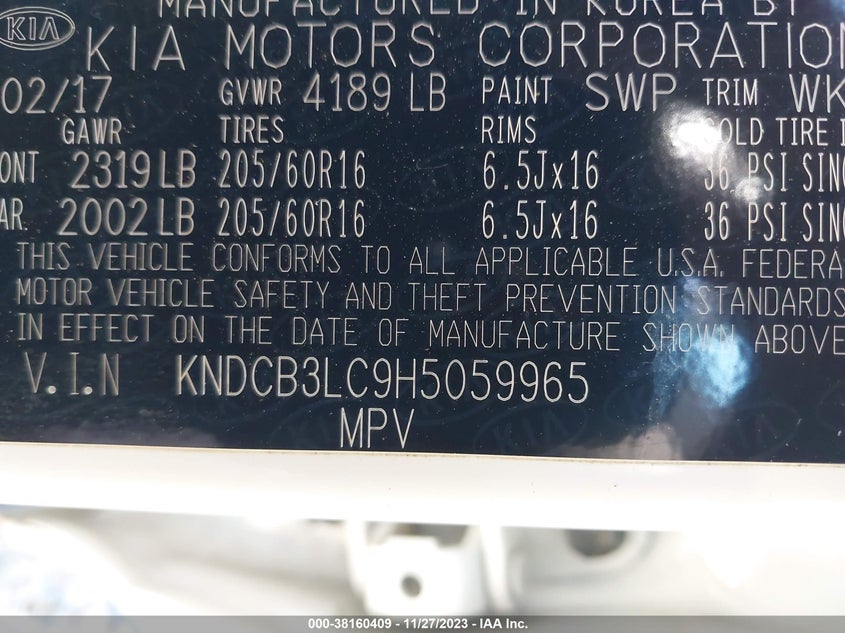 MANUFACTURED IN KOREA BY
KIA KIA MOTORS CORPORATION
02/17 GVWR 4189 LB PAINT SWP TRIM WK
GAWR TIRES RIMS COLD TIRE I
ONT 2319 LB 205/60R16 6.5Jx16 36 PSI SING
AR 2002 LB 205/60R16 6.5Jx16 36 PSI SING
THIS VEHICLE CONFORMS TO ALL APPLICABLE U.S.A. FEDERA
MOTOR VEHICLE SAFETY AND THEFT PREVENTION STANDARDS
IN EFFECT ON THE DATE OF MANUFACTURE SHOWN ABOVE
V.I.N KNDCB3LC9H5059965
MPV
000-38160409 - 11/27/2023 - IAA Inc.